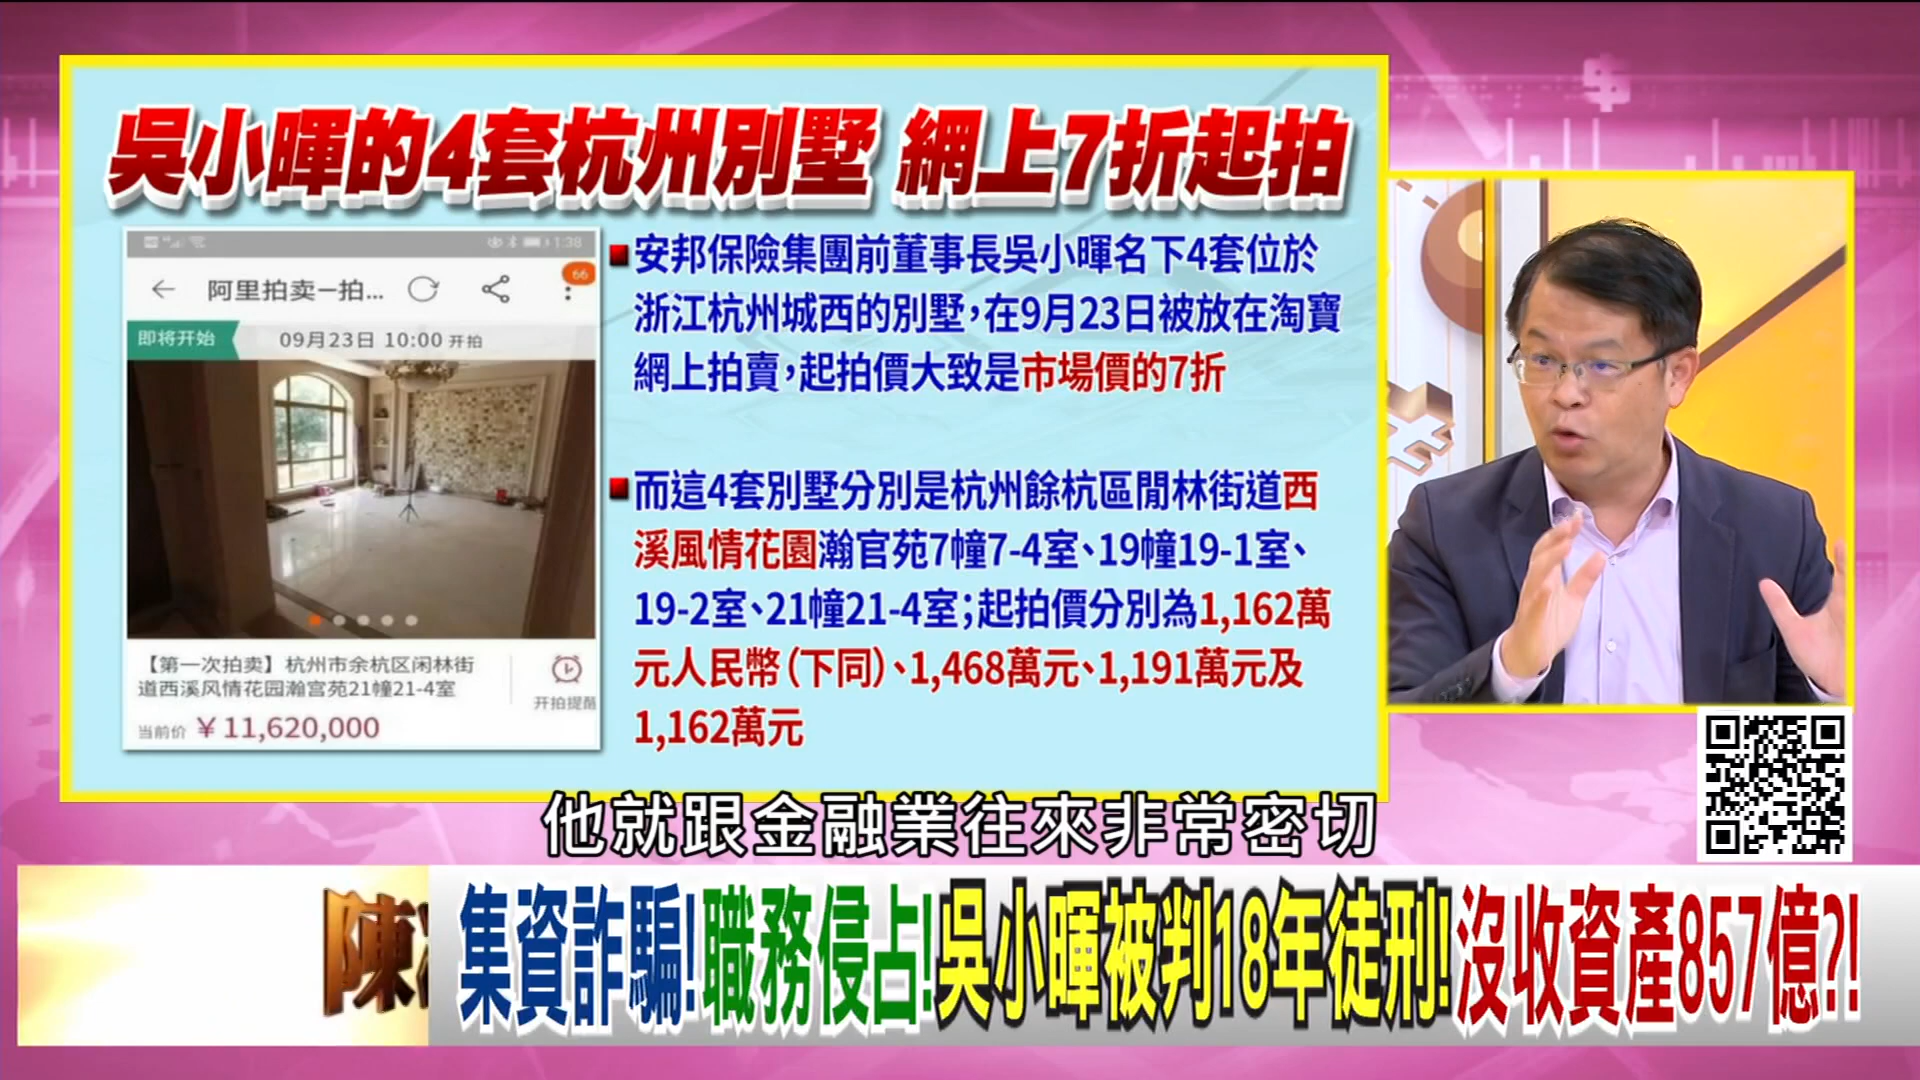 吳小暉的4套杭州別墅 網上7折起拍
1:38
阿里拍卖—拍...
66
即将开始
09月23日 10:00 开拍
【第一次拍卖】杭州市余杭区闲林街
道西溪风情花园瀚宫苑21幢21-4室
当前价 ¥11,620,000
开拍提醒
安邦保險集團前董事長吳小暉名下4套位於
浙江杭州城西的別墅,在9月23日被放在淘寶
網上拍賣,起拍價大致是市場價的7折
而這4套別墅分別是杭州餘杭區閒林街道西
溪風情花園瀚官苑7幢7-4室、19幢19-1室、
19-2室、21幢21-4室;起拍價分別為1,162萬
元人民幣(下同)、1,468萬元、1,191萬元及
1,162萬元
他就跟金融業往來非常密切
陳
集資詐騙!職務侵占!吳小暉被判18年徒刑!沒收資產857億?!